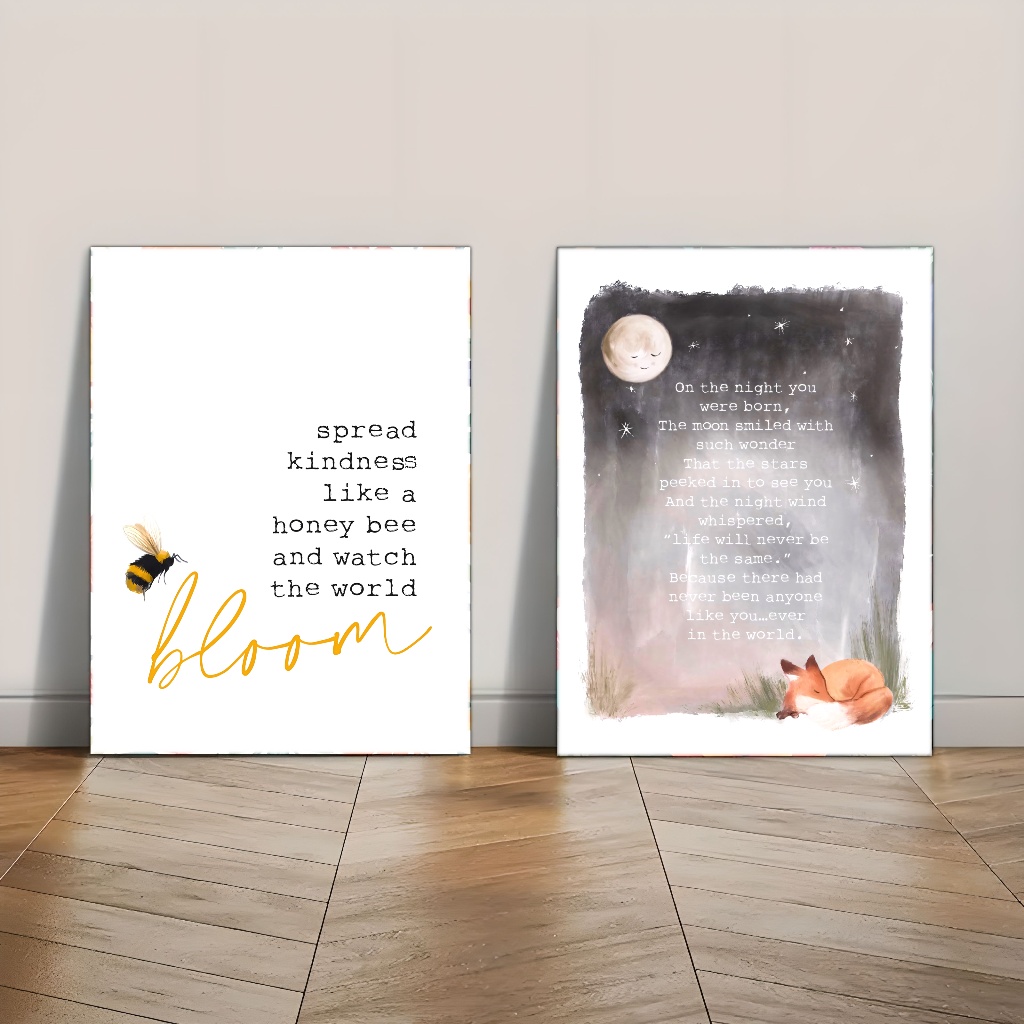 spread
kindness
like a
honey bee
and watch
the world
bloom
On the night you
were born,
The moon smiled with
such wonder
That the stars
peeked in to see you
And the night wind
whispered,
“life will never be
the same.”
Because there had
never been anyone
like you...ever
in the world.